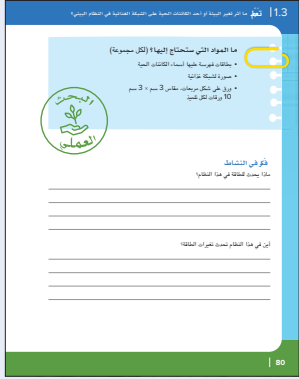 1.3 | نشاط ما أثر تغير البيئة أو أحد الكائنات الحية على الشبكة الغذائية في النظام البيئي؟
ما المواد التي ستحتاج إليها؟ (لكل مجموعة)
• بطاقات فهرسة عليها أسماء الكائنات الحية
• صورة لشبكة غذائية
• ورق على شكل مربعات، مقاس 3 سم × 3 سم
10 ورقات لكل تلميذ
البحث
العملي
فكّر في النشاط
ماذا يحدث للطاقة في هذا النظام؟
أين في هذا النظام تحدث تغيرات الطاقة؟
80